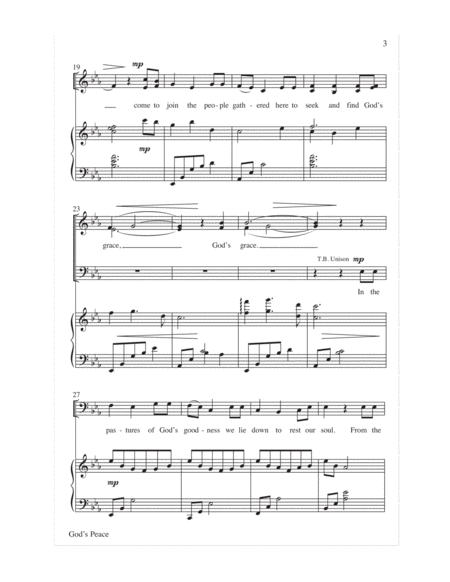 3
19
mp
come to join the peo - ple gath - ered here to seek and find God's
mp
23
grace, God's grace.
T.B. Unison mp
In the
27
pas - tures of God's good - ness we lie down to rest our soul. From the
mp
God's Peace